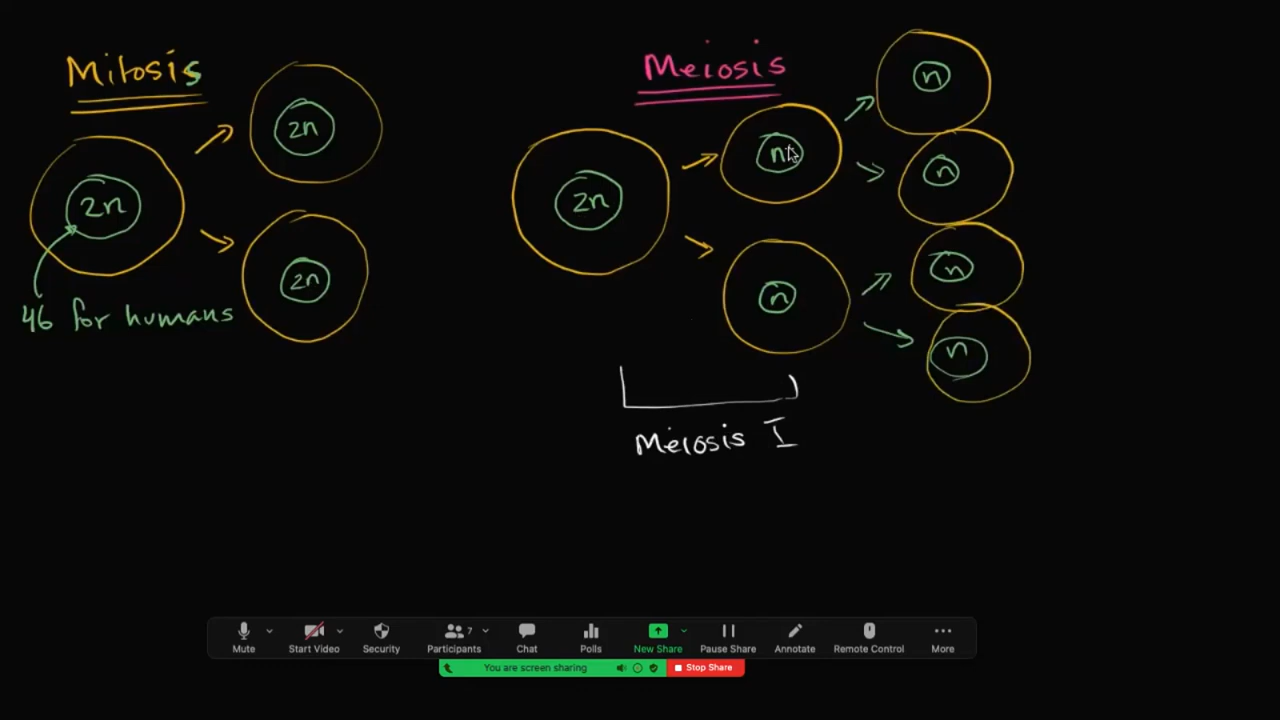 Mitosis
2n
2n
2n
46 for humans
Meiosis
2n
n
n
n
n
n
n
Meiosis I
Mute
Start Video
Security
Participants
7
Chat
Polls
New Share
Pause Share
Annotate
Remote Control
More
You are screen sharing
Stop Share